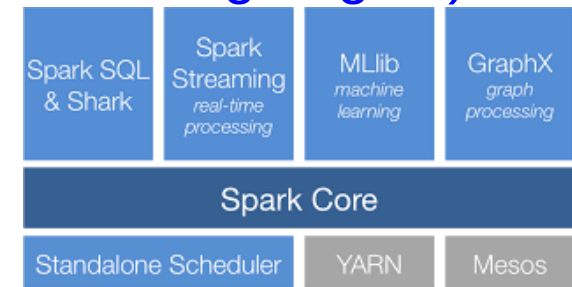 Spark SQL
& Shark
Spark
Streaming
real-time
processing
MLlib
machine
learning
GraphX
graph
processing
Spark Core
Standalone Scheduler
YARN
Mesos